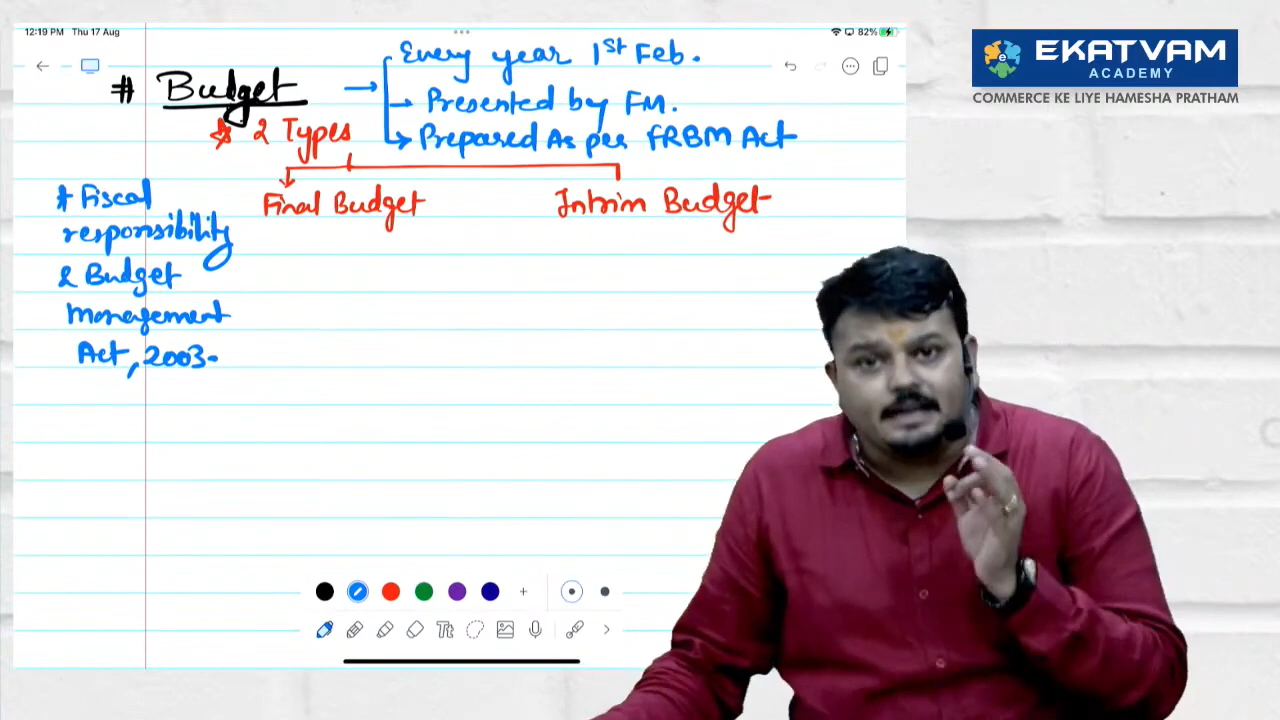 12:19 PM Thu 17 Aug
82%
EKATVAM
ACADEMY
COMMERCE KE LIYE HAMESHA PRATHAM
# Budget
Every year 1st Feb.
Presented by FM.
Prepared As per FRBM Act
2 Types
Final Budget
Intrim Budget
* Fiscal
responsibility
& Budget
Management
Act, 2003.
Tt